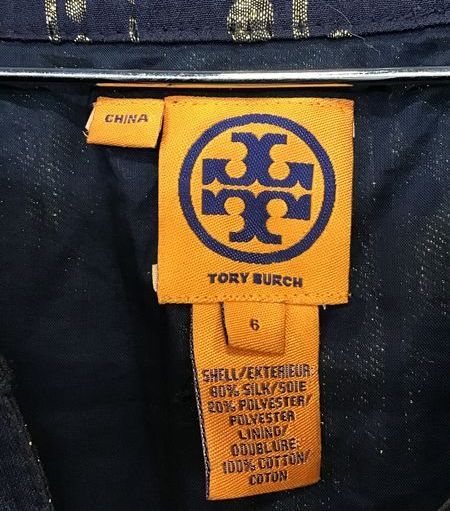 CHINA
TORY BURCH
6
SHELL/EXTERIEUR:
80% SILK/SOIE
20% POLYESTER/
POLYESTER
LINING/
DOUBLURE:
100% COTTON/
COTON